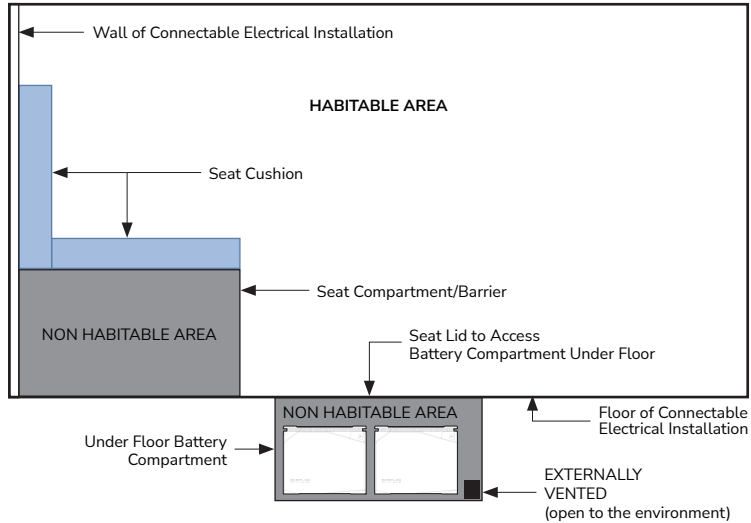 Wall of Connectable Electrical Installation
HABITABLE AREA
Seat Cushion
Seat Compartment/Barrier
NON HABITABLE AREA
Seat Lid to Access
Battery Compartment Under Floor
NON HABITABLE AREA
Floor of Connectable
Electrical Installation
Under Floor Battery
Compartment
EXTERNALLY
VENTED
(open to the environment)